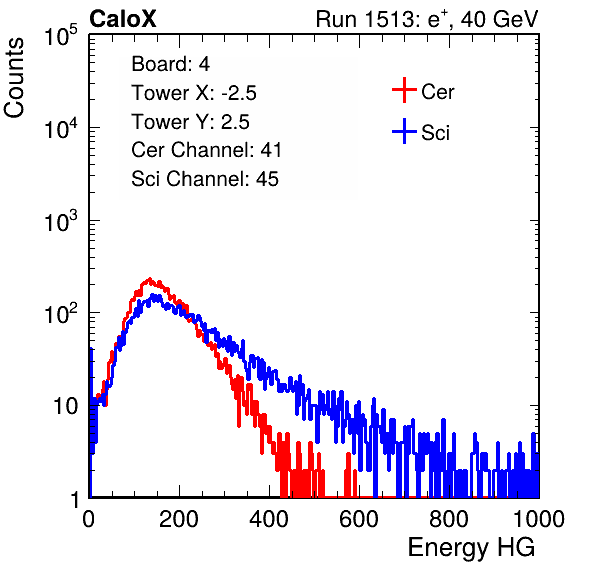 CaloX Run 1513: e⁺, 40 GeV
Counts
10⁵
10⁴
10³
10²
10
1
Board: 4
Tower X: -2.5
Tower Y: 2.5
Cer Channel: 41
Sci Channel: 45
Cer
Sci
0 200 400 600 800 1000
Energy HG